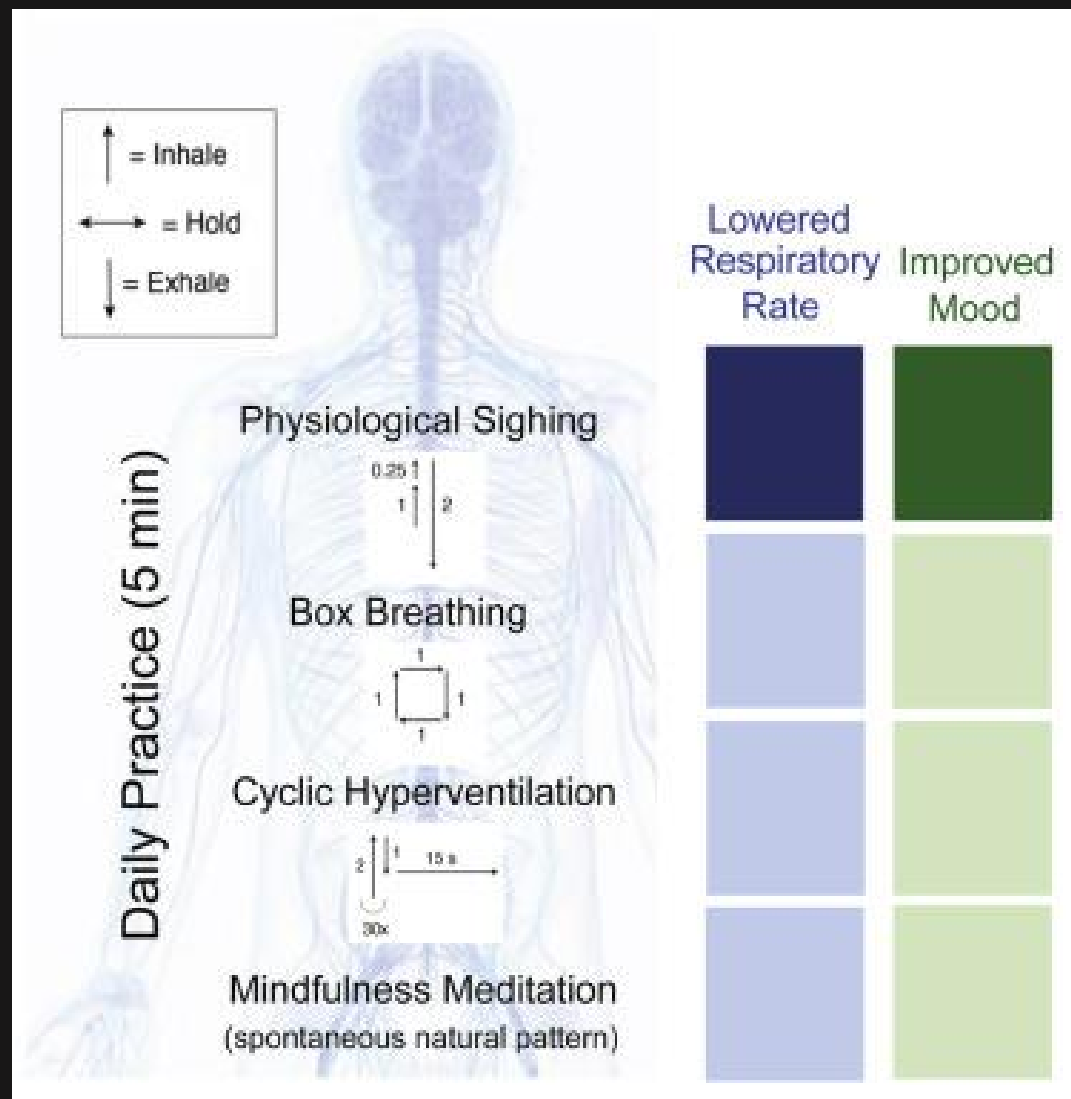 = Inhale
= Hold
= Exhale
Lowered
Respiratory
Rate
Improved
Mood
Daily Practice (5 min)
Physiological Sighing
0.25
1
2
Box Breathing
1
1
1
1
Cyclic Hyperventilation
2
1
15 s
30x
Mindfulness Meditation
(spontaneous natural pattern)